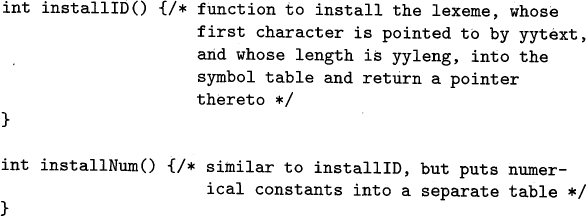 int installID() {/* function to install the lexeme, whose
first character is pointed to by yytext,
and whose length is yyleng, into the
symbol table and return a pointer
thereto */
}
int installNum() {/* similar to installID, but puts numer-
ical constants into a separate table */
}